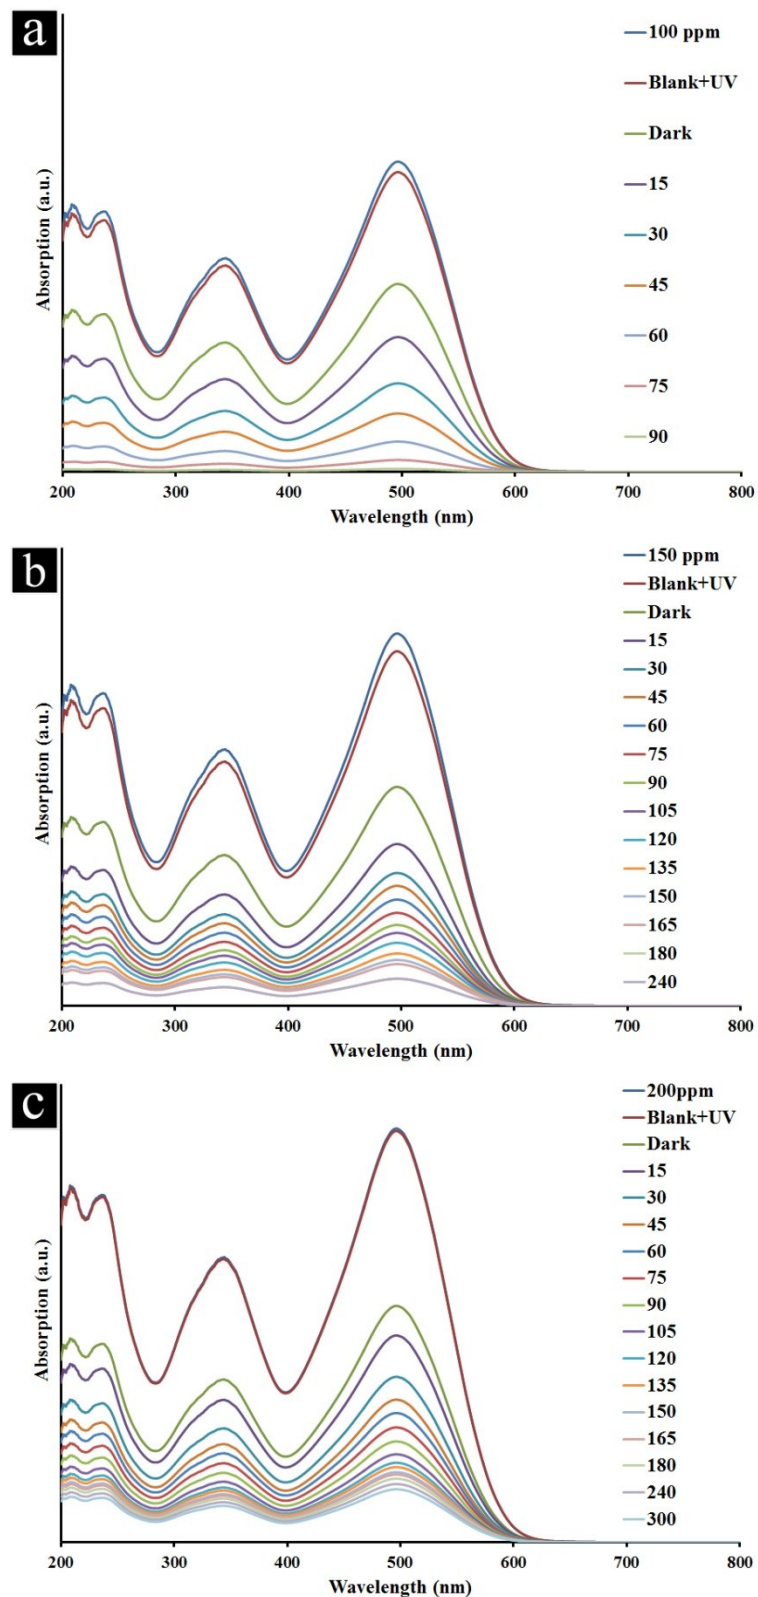 a
100 ppm
Blank+UV
Dark
15
30
45
60
75
90
Absorption (a.u.)
200 300 400 500 600 700 800
Wavelength (nm)
b
150 ppm
Blank+UV
Dark
15
30
45
60
75
90
105
120
135
150
165
180
240
Absorption (a.u.)
200 300 400 500 600 700 800
Wavelength (nm)
c
200ppm
Blank+UV
Dark
15
30
45
60
75
90
105
120
135
150
165
180
240
300
Absorption (a.u.)
200 300 400 500 600 700 800
Wavelength (nm)